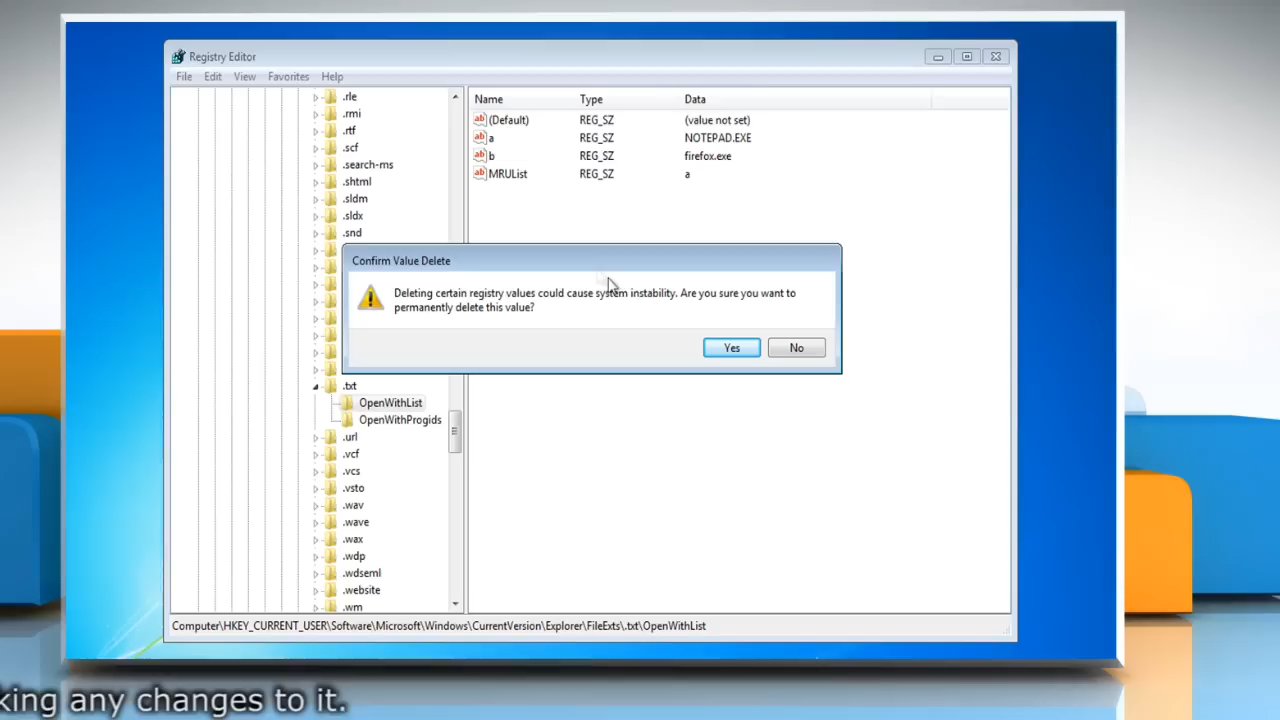 Registry Editor
File Edit View Favorites Help
.rle
.rmi
.rtf
.scf
.search-ms
.shtml
.sldm
.sldx
.snd
.txt
OpenWithList
OpenWithProgids
.url
.vcf
.vcs
.vsto
.wav
.wave
.wax
.wdp
.wdseml
.website
.wm
Name Type Data
(Default) REG_SZ (value not set)
a REG_SZ NOTEPAD.EXE
b REG_SZ firefox.exe
MRUList REG_SZ a
Confirm Value Delete
Deleting certain registry values could cause system instability. Are you sure you want to
permanently delete this value?
Yes No
Computer\HKEY_CURRENT_USER\Software\Microsoft\Windows\CurrentVersion\Explorer\FileExts\.txt\OpenWithList
king any changes to it.